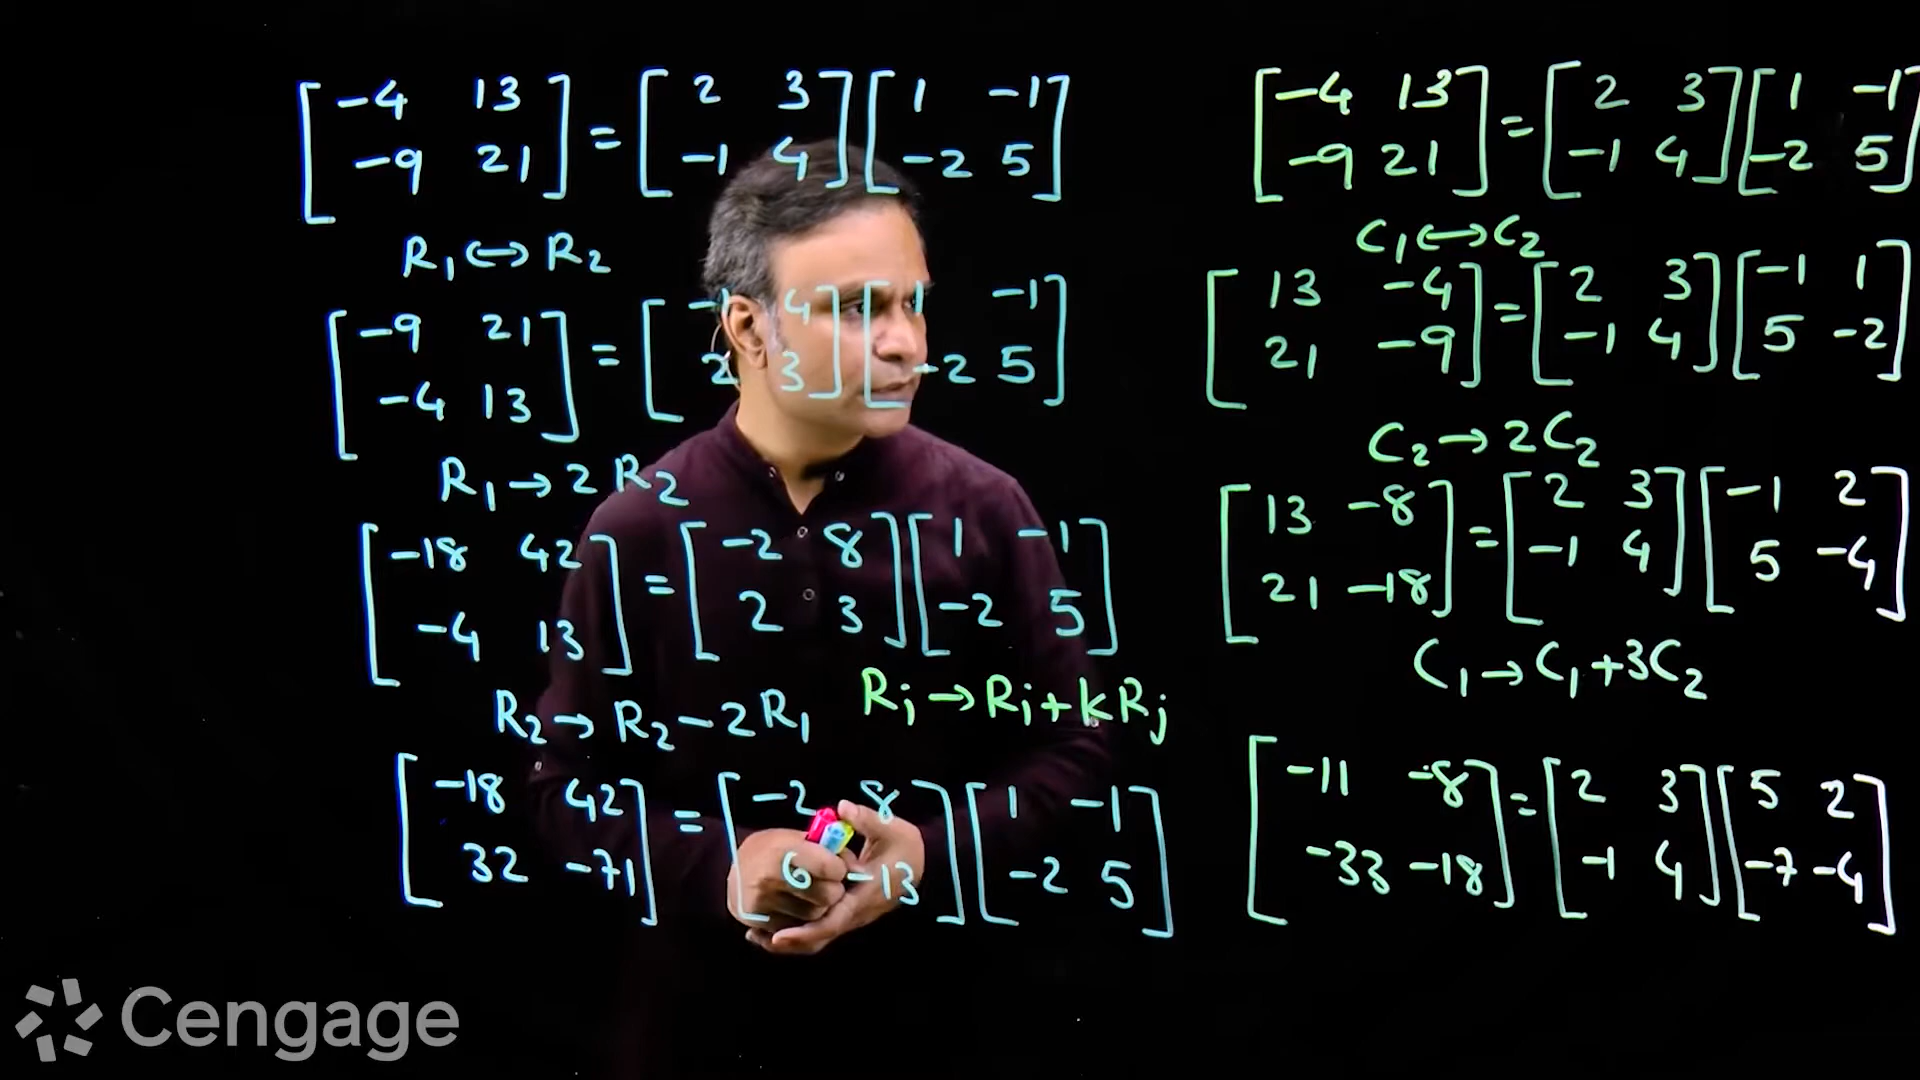 [-4 13] = [2 3] [1 -1]
[-9 21] [-1 4] [-2 5]
R1 ↔ R2
[-9 21] = [-1 4] [1 -1]
[-4 13] [2 3] [-2 5]
R1 → 2R2
[-18 42] = [-2 8] [1 -1]
[-4 13] [2 3] [-2 5]
R2 → R2 - 2R1
Ri → Ri + kRj
[-18 42] = [-2 8] [1 -1]
[32 -71] [6 -13] [-2 5]
[-4 13] = [2 3] [1 -1]
[-9 21] [-1 4] [-2 5]
C1 ↔ C2
[13 -4] = [2 3] [-1 1]
[21 -9] [-1 4] [5 -2]
C2 → 2C2
[13 -8] = [2 3] [-1 2]
[21 -18] [-1 4] [5 -4]
C1 → C1 + 3C2
[-11 -8] = [2 3] [5 2]
[-33 -18] [-1 4] [-7 -4]
Cengage